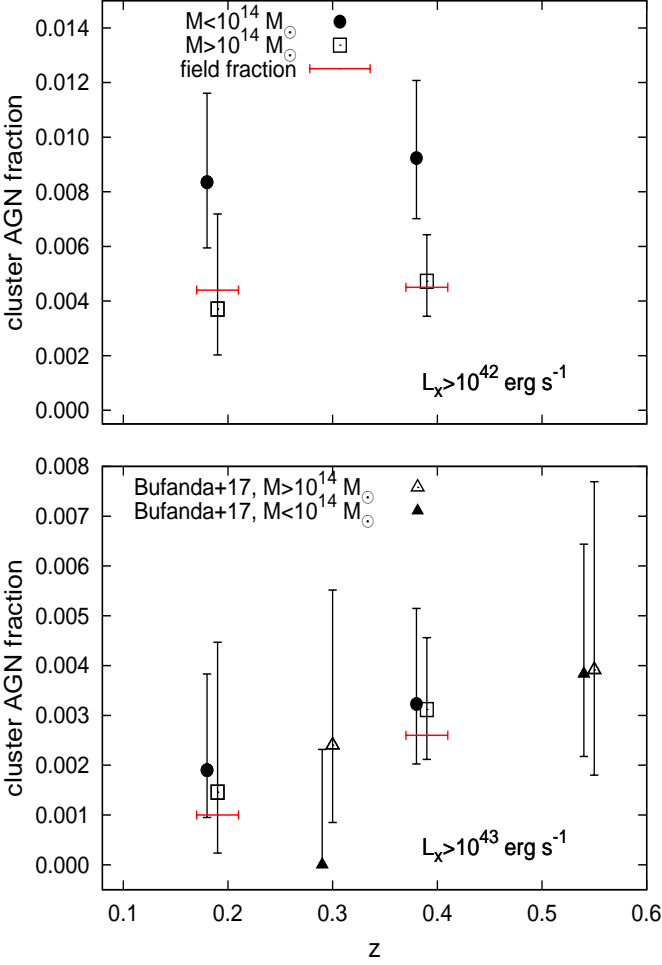 M<10^14 M☉
M>10^14 M☉
field fraction
0.014
0.012
0.010
0.008
0.006
0.004
0.002
0.000
cluster AGN fraction
L_x>10^42 erg s^-1
Bufanda+17, M>10^14 M☉
Bufanda+17, M<10^14 M☉
0.008
0.007
0.006
0.005
0.004
0.003
0.002
0.001
0.000
cluster AGN fraction
L_x>10^43 erg s^-1
0.1 0.2 0.3 0.4 0.5 0.6
z